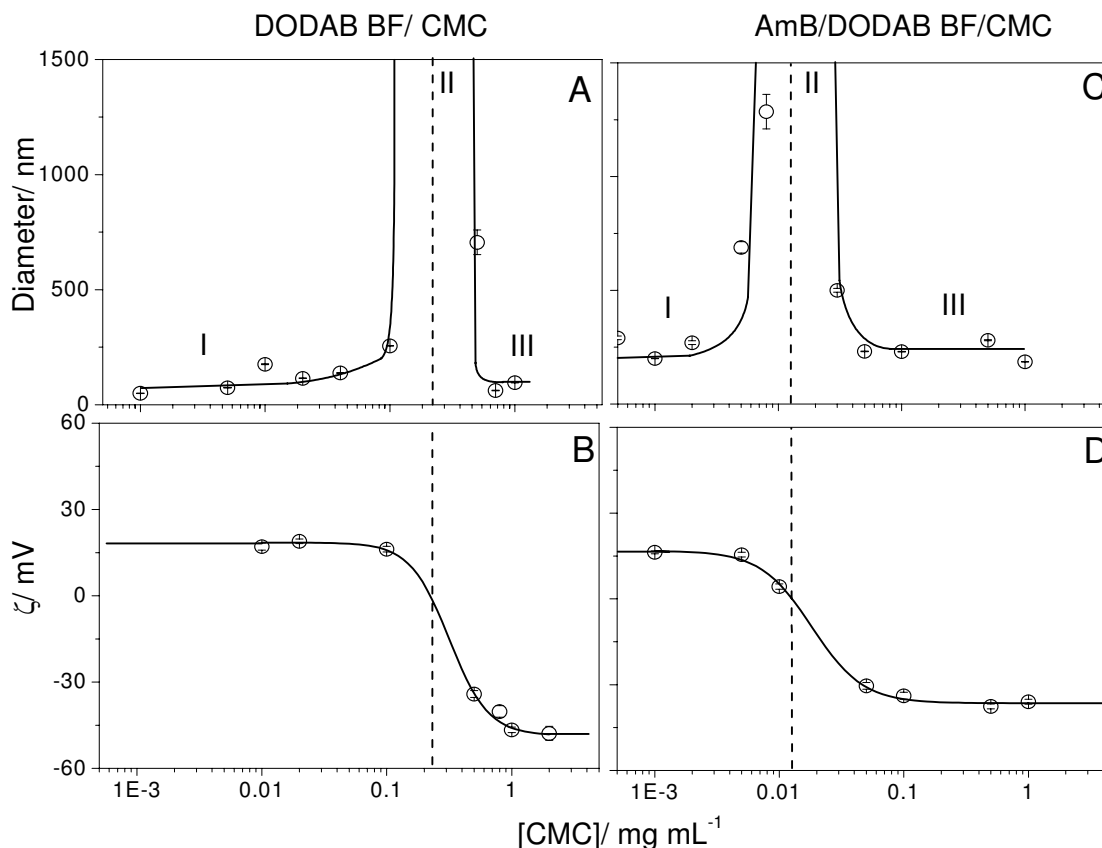 DODAB BF/ CMC
AmB/DODAB BF/CMC
Diameter/ nm
1500
1000
500
0
A
I
II
III
C
I
II
III
ζ/ mV
60
30
0
-30
-60
B
D
1E-3 0.01 0.1 1
1E-3 0.01 0.1 1
[CMC]/ mg mL⁻¹